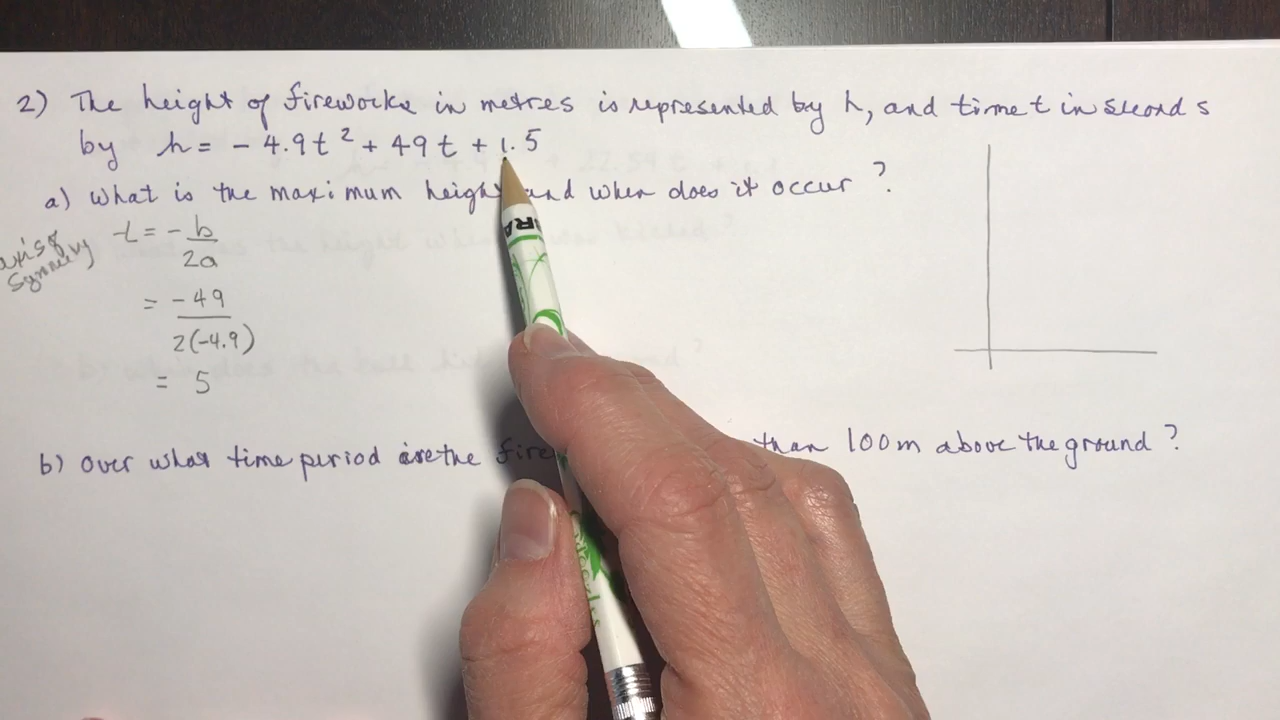 2) The height of fireworks in metres is represented by h, and time t in seconds
by h = - 4.9t² + 49t + 1.5
a) What is the maximum height and when does it occur ?
axis of
symmetry
t = - b
2a
= - 49
2(-4.9)
= 5
b) Over what time period are the fire than 100m above the ground ?